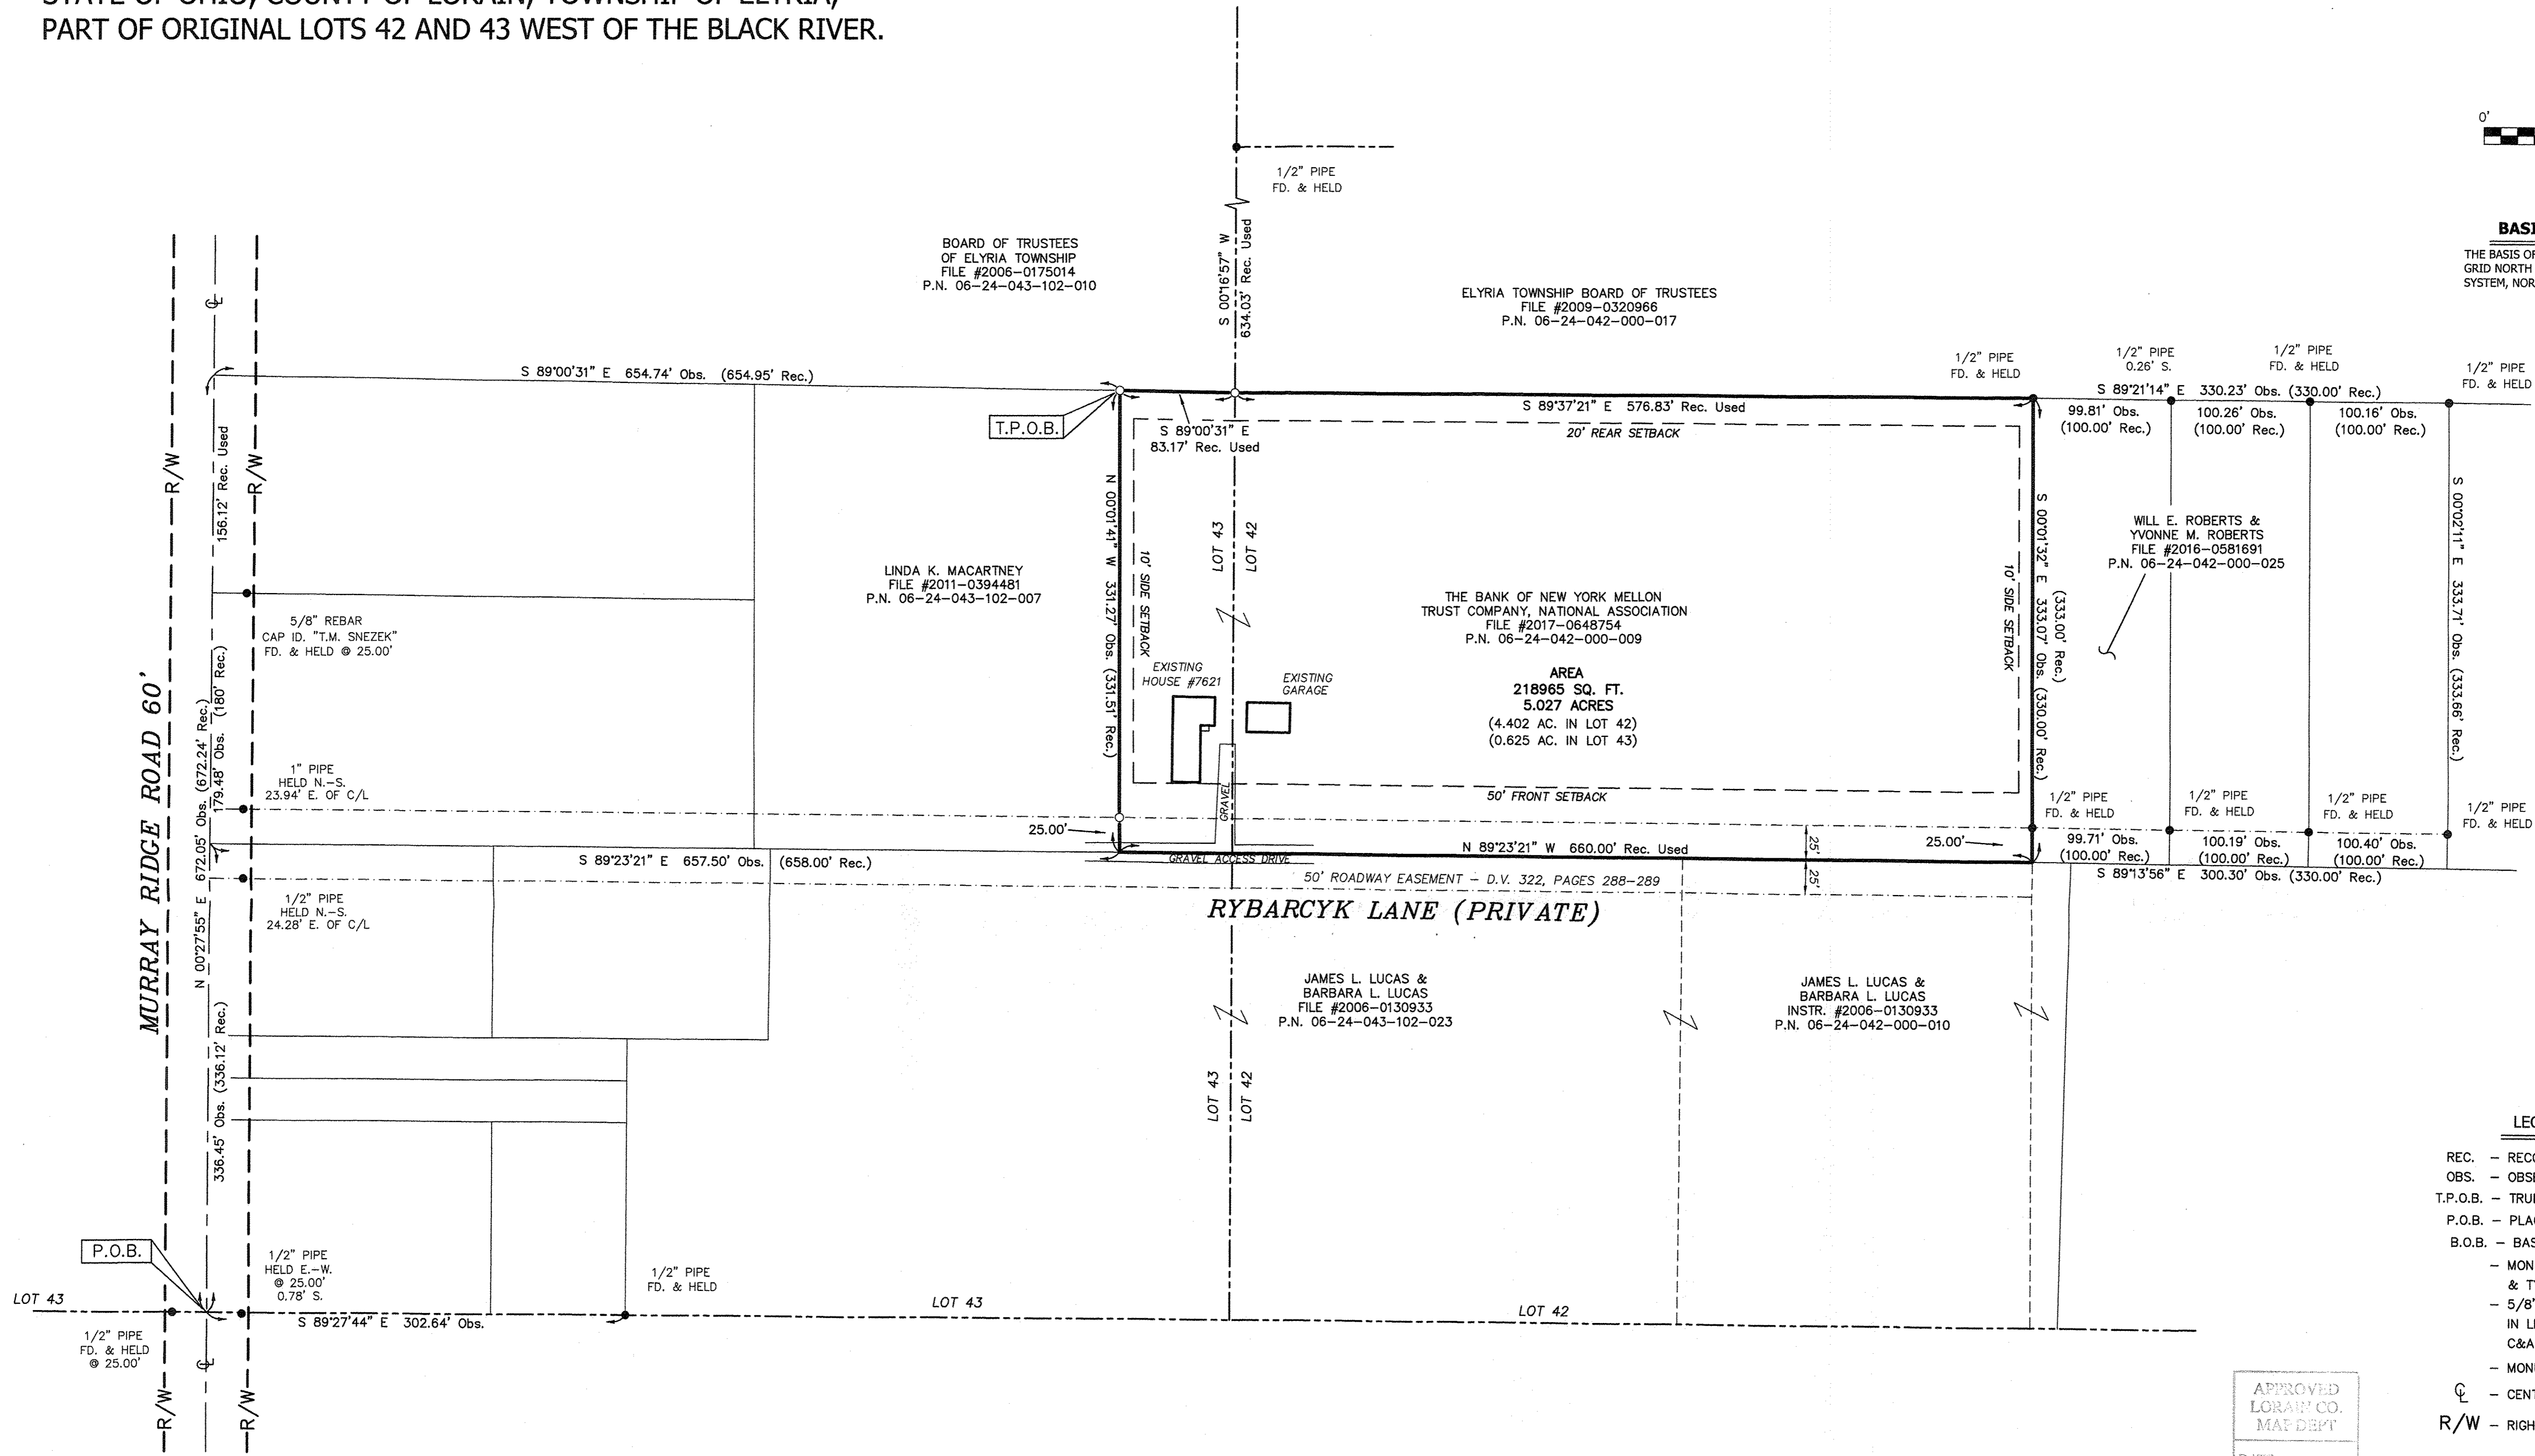 PART OF ORIGINAL LOTS 42 AND 43 WEST OF THE BLACK RIVER.
0'
1/2" PIPE
FD. & HELD
S 00°16'57" W
634.03' Rec. Used
BOARD OF TRUSTEES
OF ELYRIA TOWNSHIP
FILE #2006-0175014
P.N. 06-24-043-102-010
ELYRIA TOWNSHIP BOARD OF TRUSTEES
FILE #2009-0320966
P.N. 06-24-042-000-017
THE BASIS OF
GRID NORTH
SYSTEM,
1/2" PIPE
FD. & HELD
1/2" PIPE
0.26' S.
1/2" PIPE
FD. & HELD
1/2" PIPE
FD. & HELD
S 89°00'31" E 654.74' Obs. (654.95' Rec.)
T.P.O.B.
S 89°00'31" E
83.17' Rec. Used
S 89°37'21" E 576.83' Rec. Used
20' REAR SETBACK
S 89°21'14" E 330.23' Obs. (330.00' Rec.)
99.81' Obs.
(100.00' Rec.)
100.26' Obs.
(100.00' Rec.)
100.16' Obs.
(100.00' Rec.)
R/W
R/W
156.12' Rec. Used
5/8" REBAR
CAP ID. "T.M. SNEZEK"
FD. & HELD @ 25.00'
LINDA K. MACARTNEY
FILE #2011-0394481
P.N. 06-24-043-102-007
N 00°01'41" W 331.27' Obs. (331.51' Rec.)
10' SIDE SETBACK
LOT 43
LOT 42
THE BANK OF NEW YORK MELLON
TRUST COMPANY, NATIONAL ASSOCIATION
FILE #2017-0648754
P.N. 06-24-042-000-009
AREA
218965 SQ. FT.
5.027 ACRES
(4.402 AC. IN LOT 42)
(0.625 AC. IN LOT 43)
EXISTING
HOUSE #7621
EXISTING
GARAGE
GRAVEL
10' SIDE SETBACK
S 00°01'32" E 333.07' Obs. (330.00' Rec.)
(333.00' Rec.)
WILL E. ROBERTS &
YVONNE M. ROBERTS
FILE #2016-0581691
P.N. 06-24-042-000-025
S 00°02'11" E 333.71' Obs. (333.66' Rec.)
MURRAY RIDGE ROAD 60'
N 00°27'55" E 672.05' Obs. (672.24' Rec.)
179.48' Obs. (180' Rec.)
1" PIPE
HELD N.-S.
23.94' E. OF C/L
50' FRONT SETBACK
1/2" PIPE
FD. & HELD
1/2" PIPE
FD. & HELD
1/2" PIPE
FD. & HELD
1/2" PIPE
FD. & HELD
25.00'
S 89°23'21" E 657.50' Obs. (658.00' Rec.)
GRAVEL ACCESS DRIVE
N 89°23'21" W 660.00' Rec. Used
25'
25'
25.00'
99.71' Obs.
(100.00' Rec.)
100.19' Obs.
(100.00' Rec.)
100.40' Obs.
(100.00' Rec.)
S 89°13'56" E 300.30' Obs. (330.00' Rec.)
50' ROADWAY EASEMENT - D.V. 322, PAGES 288-289
RYBARCYK LANE (PRIVATE)
1/2" PIPE
HELD N.-S.
24.28' E. OF C/L
336.45' Obs. (336.12' Rec.)
JAMES L. LUCAS &
BARBARA L. LUCAS
FILE #2006-0130933
P.N. 06-24-043-102-023
JAMES L. LUCAS &
BARBARA L. LUCAS
INSTR. #2006-0130933
P.N. 06-24-042-000-010
LOT 43
LOT 42
REC. -
OBS. -
T.P.O.B. -
P.O.B. -
B.O.B. -
- 5/8"
C&A
R/W -
P.O.B.
1/2" PIPE
HELD E.-W.
@ 25.00'
0.78' S.
1/2" PIPE
FD. & HELD
LOT 43
LOT 43
LOT 42
S 89°27'44" E 302.64' Obs.
1/2" PIPE
FD. & HELD
@ 25.00'
R/W
R/W
APPROVED
LORAIN CO.
MAP DEPT